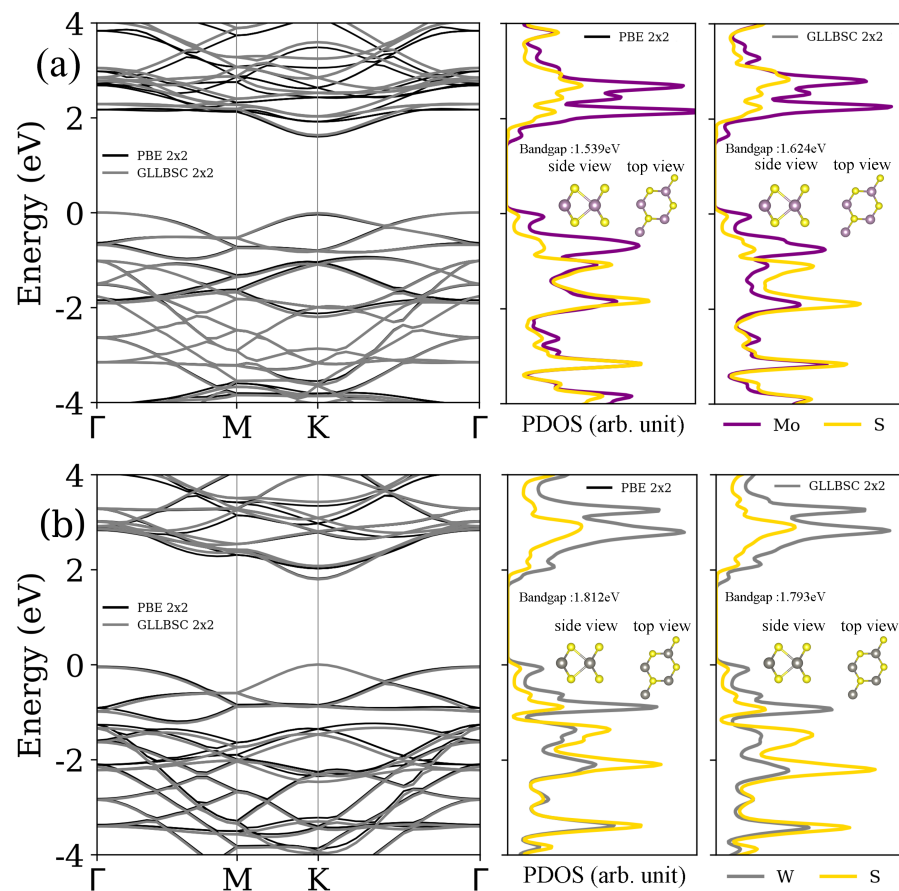 (a)
Energy (eV)
4
2
0
-2
-4
PBE 2x2
GLLBSC 2x2
Γ M K Γ
PBE 2x2
Bandgap :1.539eV
side view top view
PDOS (arb. unit)
GLLBSC 2x2
Bandgap :1.624eV
side view top view
Mo S
(b)
Energy (eV)
4
2
0
-2
-4
PBE 2x2
GLLBSC 2x2
Γ M K Γ
PBE 2x2
Bandgap :1.812eV
side view top view
PDOS (arb. unit)
GLLBSC 2x2
Bandgap :1.793eV
side view top view
W S